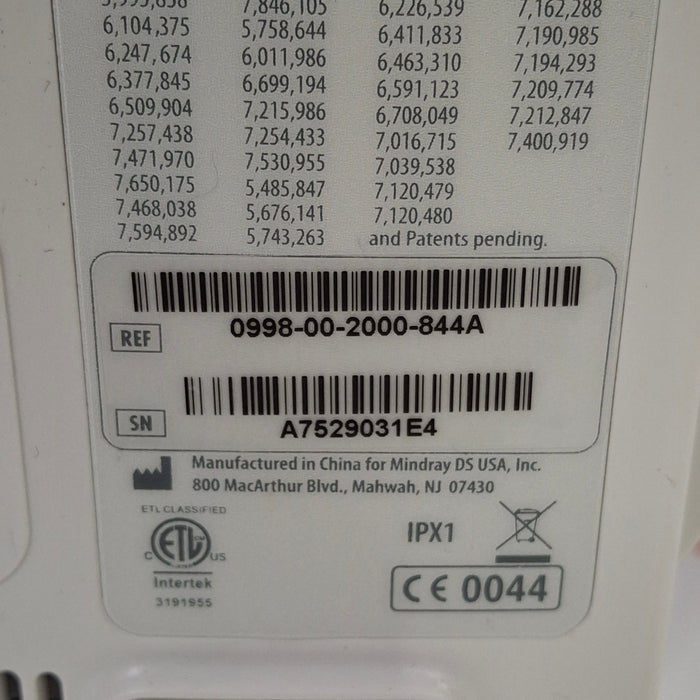 7,846,105 6,226,539 7,162,288
6,104,375 5,758,644 6,411,833 7,190,985
6,247,674 6,011,986 6,463,310 7,194,293
6,377,845 6,699,194 6,591,123 7,209,774
6,509,904 7,215,986 6,708,049 7,212,847
7,257,438 7,254,433 7,016,715 7,400,919
7,471,970 7,530,955 7,039,538
7,650,175 5,485,847 7,120,479
7,468,038 5,676,141 7,120,480
7,594,892 5,743,263 and Patents pending.
REF 0998-00-2000-844A
SN A7529031E4
Manufactured in China for Mindray DS USA, Inc.
800 MacArthur Blvd., Mahwah, NJ 07430
ETL CLASSIFIED
C ETL CM US
Intertek
3191955
IPX1
CE 0044